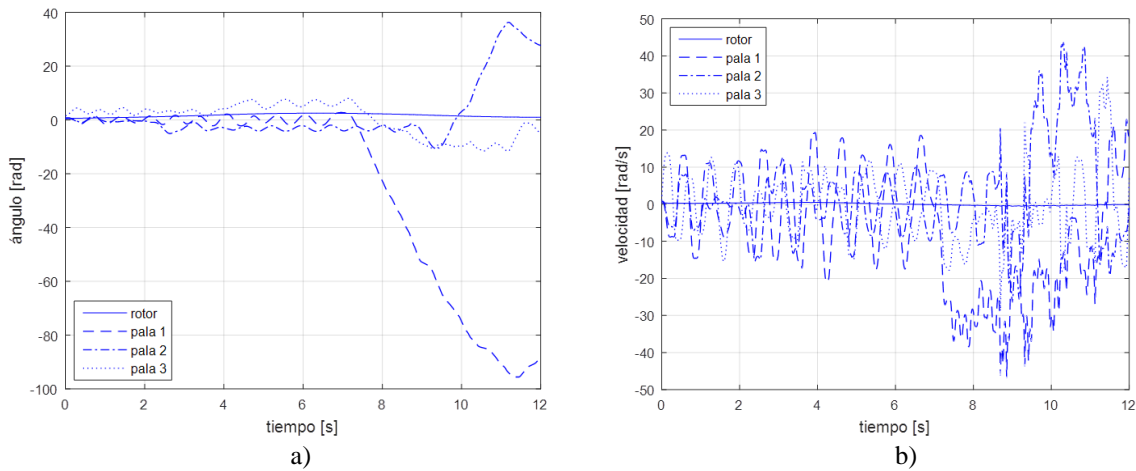 40
20
0
-20
-40
-60
-80
-100
0 2 4 6 8 10 12
ángulo [rad]
tiempo [s]
rotor
pala 1
pala 2
pala 3
a)
50
40
30
20
10
0
-10
-20
-30
-40
-50
0 2 4 6 8 10 12
velocidad [rad/s]
tiempo [s]
rotor
pala 1
pala 2
pala 3
b)